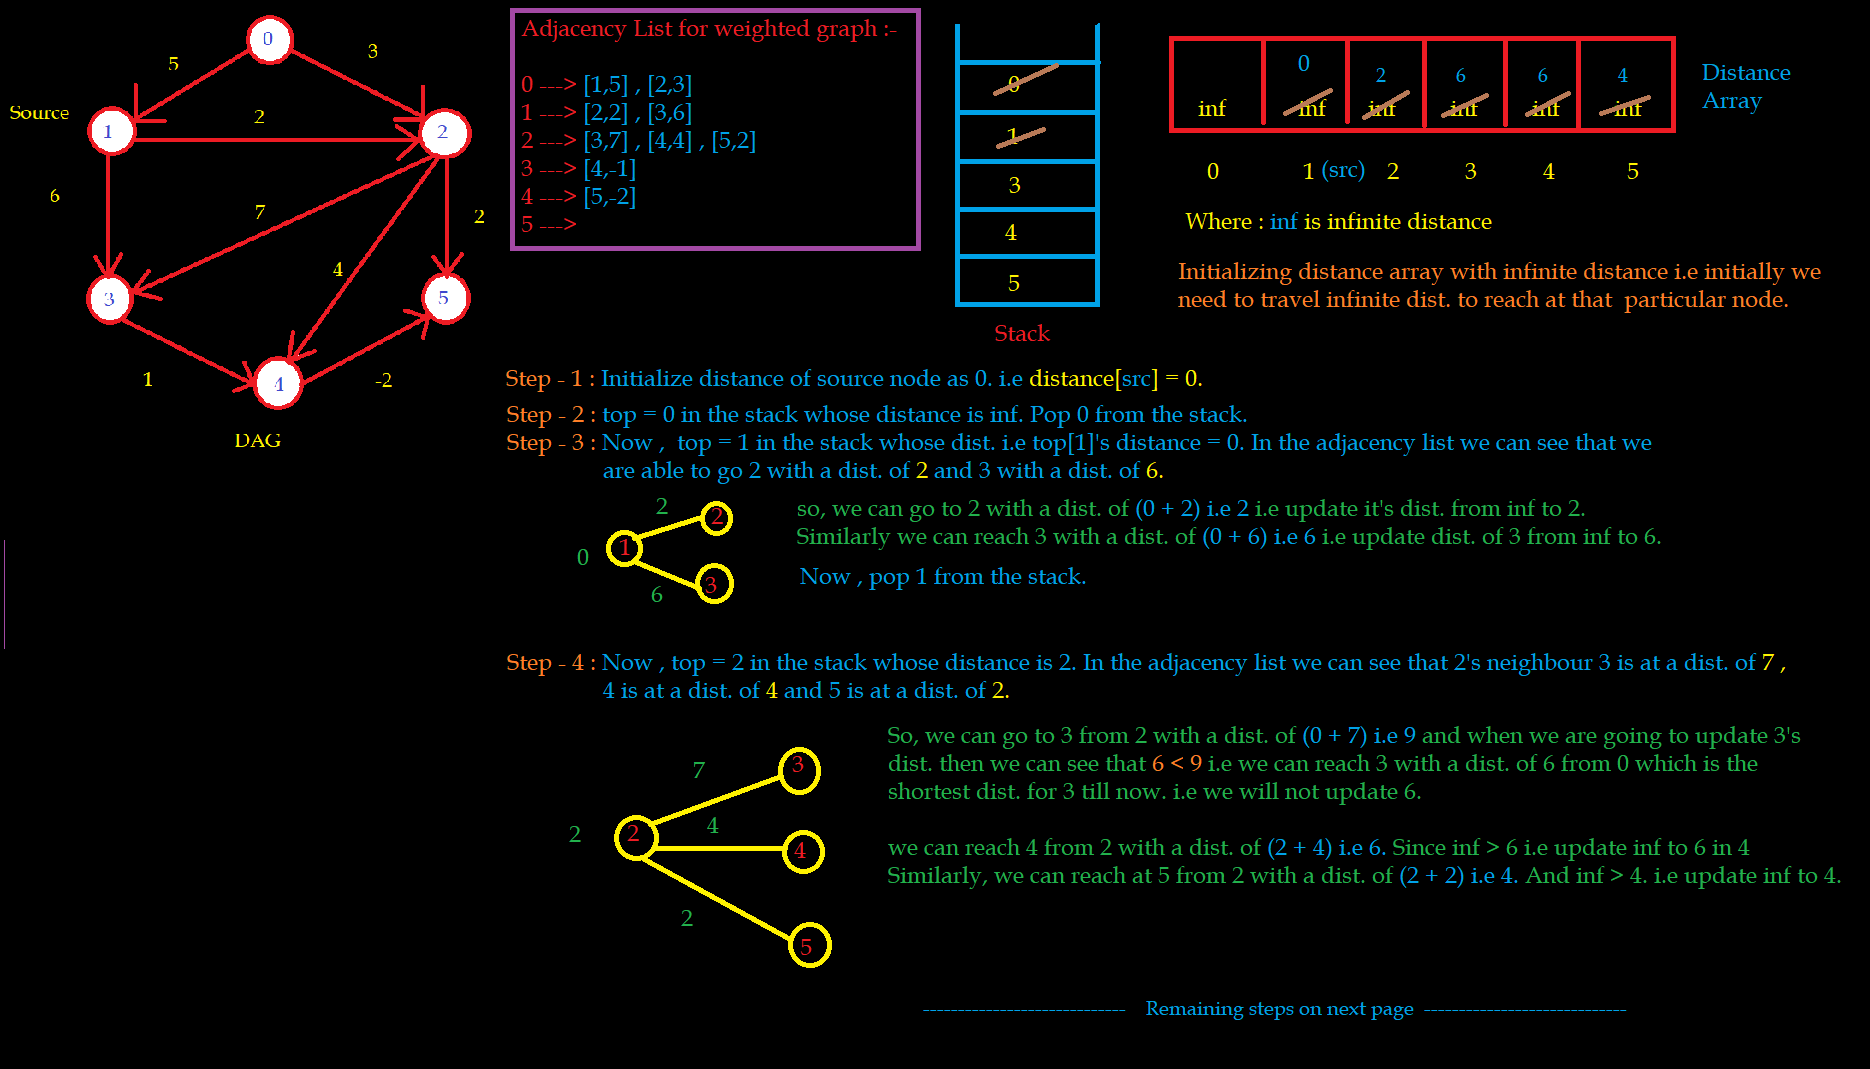 0
5
3
Source
1
2
2
6
7
2
4
3
5
1
4
-2
DAG
Adjacency List for weighted graph :-
0 ---> [1,5] , [2,3]
1 ---> [2,2] , [3,6]
2 ---> [3,7] , [4,4] , [5,2]
3 ---> [4,-1]
4 ---> [5,-2]
5 --->
0
1
3
4
5
Stack
0 2 6 6 4
inf inf inf inf inf inf
Distance
Array
0 1 (src) 2 3 4 5
Where : inf is infinite distance
Initializing distance array with infinite distance i.e initially we
need to travel infinite dist. to reach at that particular node.
Step - 1 : Initialize distance of source node as 0. i.e distance[src] = 0.
Step - 2 : top = 0 in the stack whose distance is inf. Pop 0 from the stack.
Step - 3 : Now , top = 1 in the stack whose dist. i.e top[1]'s distance = 0. In the adjacency list we can see that we
are able to go 2 with a dist. of 2 and 3 with a dist. of 6.
2
2
1
0
3
6
so, we can go to 2 with a dist. of (0 + 2) i.e 2 i.e update it's dist. from inf to 2.
Similarly we can reach 3 with a dist. of (0 + 6) i.e 6 i.e update dist. of 3 from inf to 6.
Now , pop 1 from the stack.
Step - 4 : Now , top = 2 in the stack whose distance is 2. In the adjacency list we can see that 2's neighbour 3 is at a dist. of 7 ,
4 is at a dist. of 4 and 5 is at a dist. of 2.
7
3
2
2
4
4
2
5
So, we can go to 3 from 2 with a dist. of (0 + 7) i.e 9 and when we are going to update 3's
dist. then we can see that 6 < 9 i.e we can reach 3 with a dist. of 6 from 0 which is the
shortest dist. for 3 till now. i.e we will not update 6.
we can reach 4 from 2 with a dist. of (2 + 4) i.e 6. Since inf > 6 i.e update inf to 6 in 4
Similarly, we can reach at 5 from 2 with a dist. of (2 + 2) i.e 4. And inf > 4. i.e update inf to 4.
----------------------------- Remaining steps on next page -----------------------------